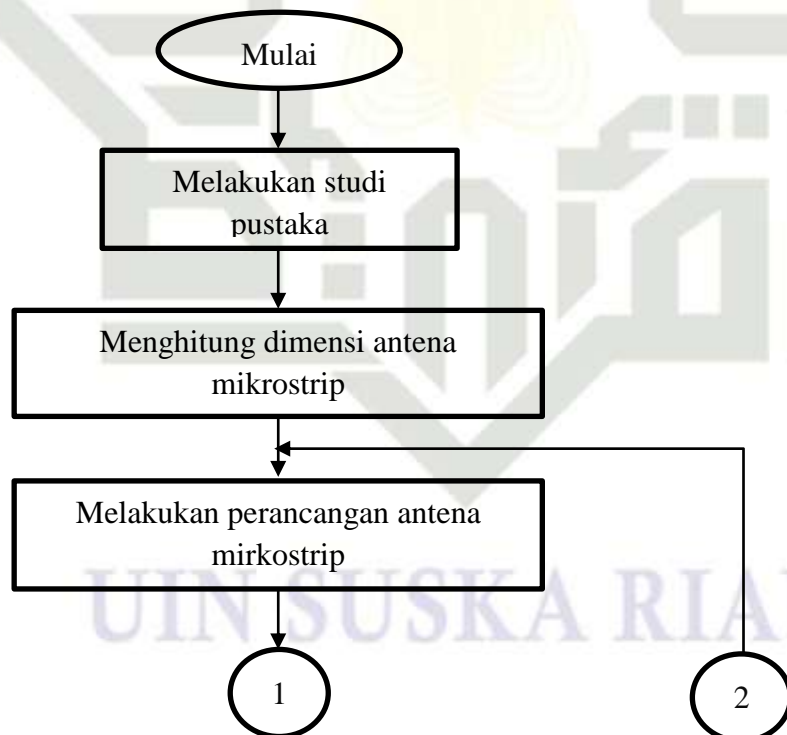 Mulai
Melakukan studi
pustaka
Menghitung dimensi antena
mikrostrip
Melakukan perancangan antena
mirkostrip
UIN SUSKA RIA
1
2